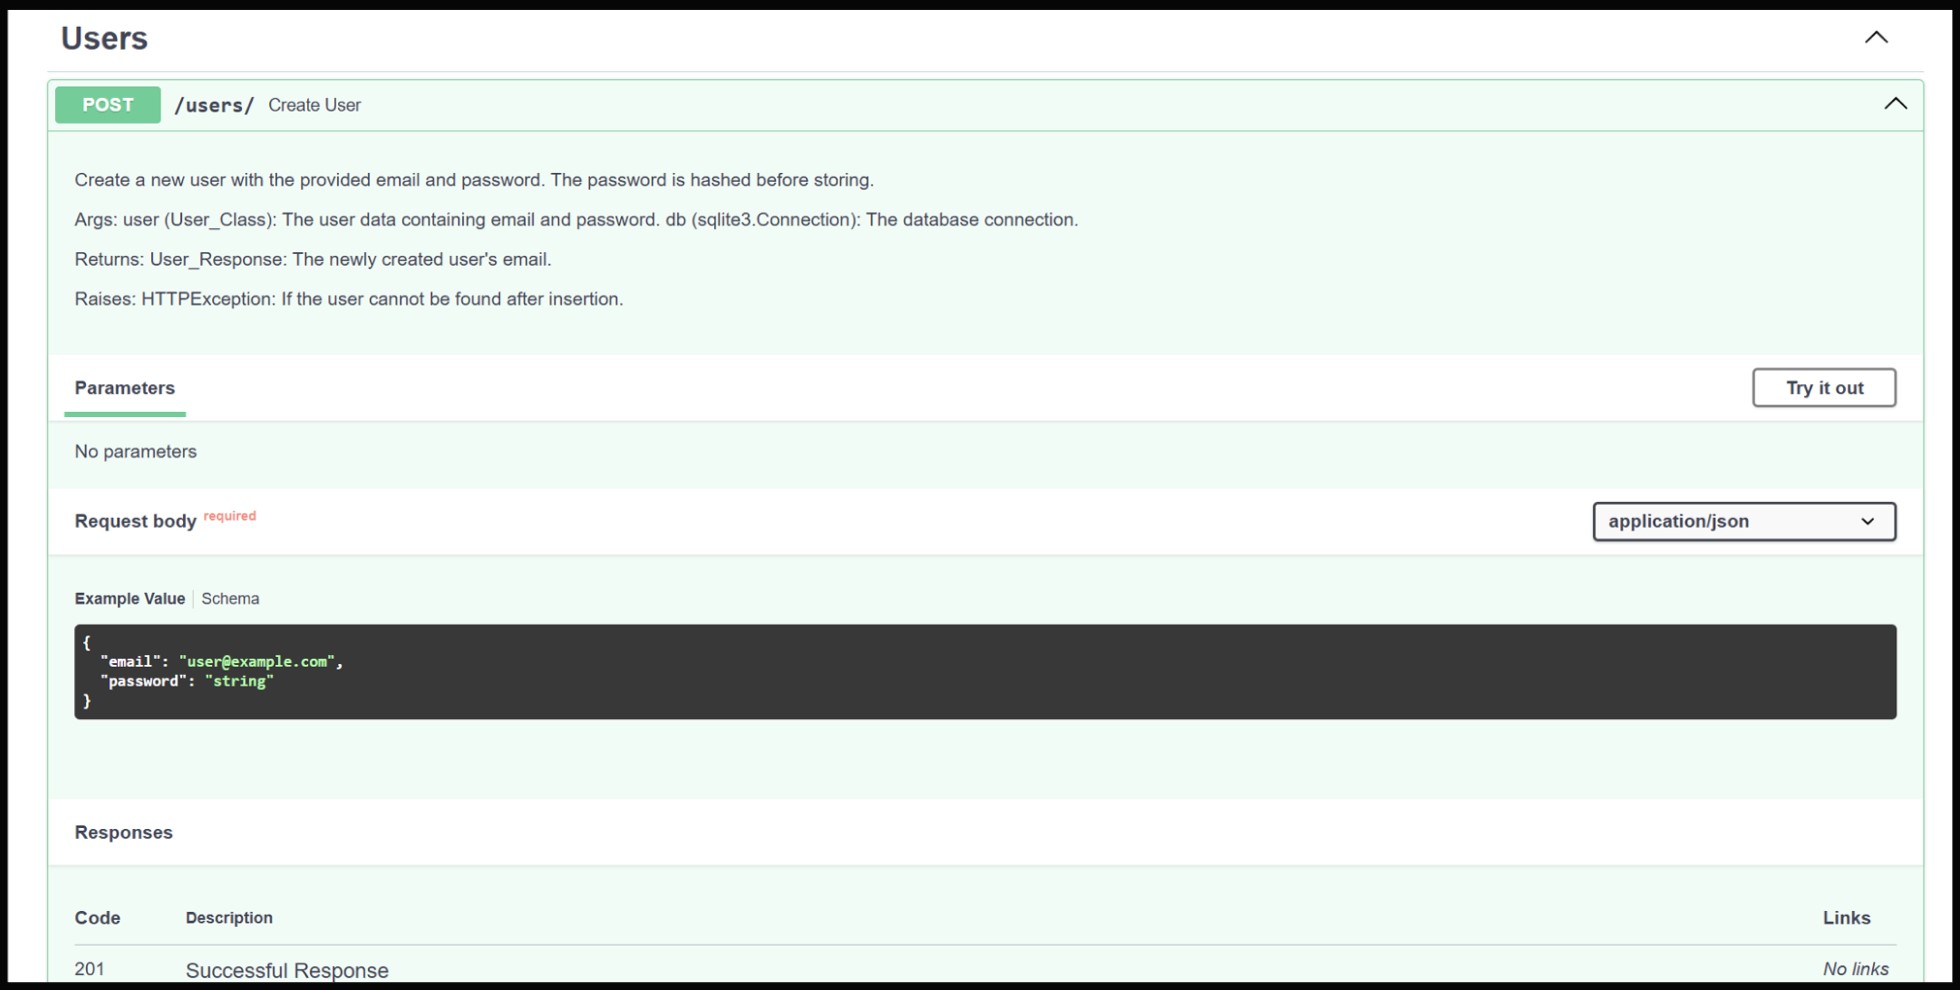 Users
POST /users/ Create User
Create a new user with the provided email and password. The password is hashed before storing.
Args: user (User_Class): The user data containing email and password. db (sqlite3.Connection): The database connection.
Returns: User_Response: The newly created user's email.
Raises: HTTPException: If the user cannot be found after insertion.
Parameters Try it out
No parameters
Request body required application/json
Example Value Schema
{
"email": "user@example.com",
"password": "string"
}
Responses
Code Description Links
201 Successful Response No links